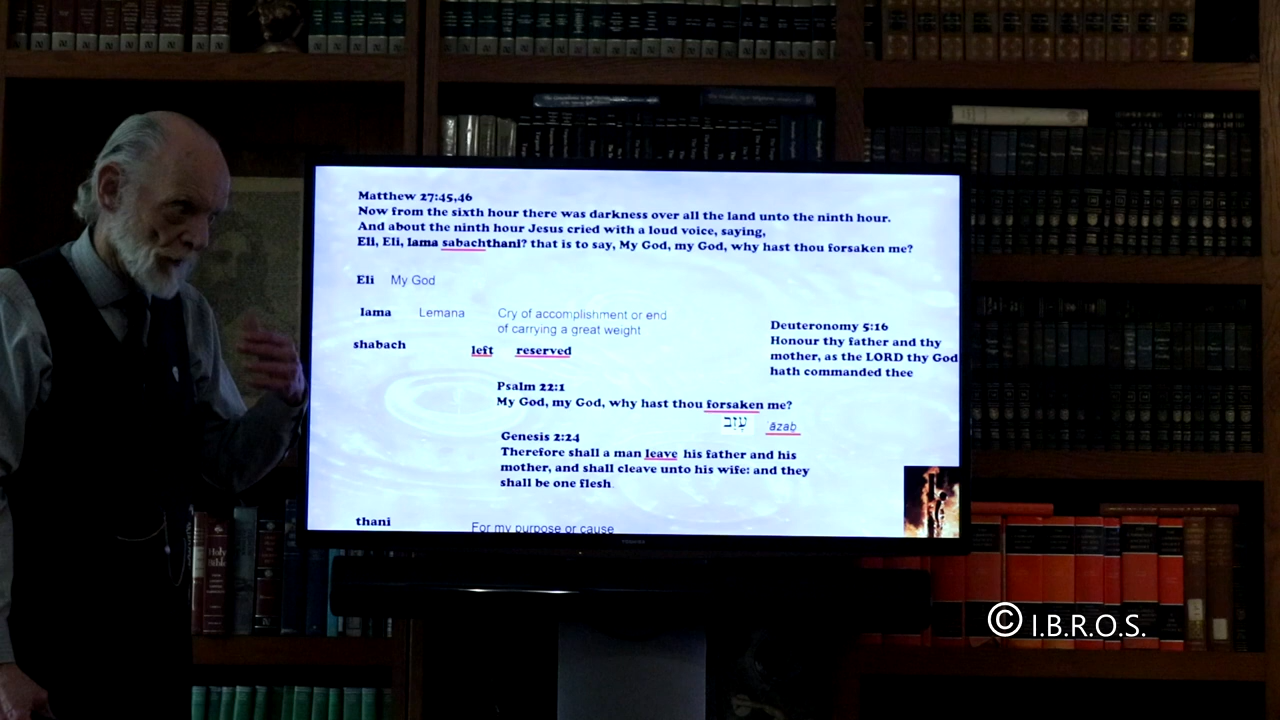 Matthew 27:45,46
Now from the sixth hour there was darkness over all the land unto the ninth hour.
And about the ninth hour Jesus cried with a loud voice, saying,
Eli, Eli, lama sabachthani? that is to say, My God, my God, why hast thou forsaken me?
Eli My God
lama Lemana Cry of accomplishment or end
of carrying a great weight
shabach left reserved
Deuteronomy 5:16
Honour thy father and thy
mother, as the LORD thy God
hath commanded thee
Psalm 22:1
My God, my God, why hast thou forsaken me?
עָזַב āzaḇ
Genesis 2:24
Therefore shall a man leave his father and his
mother, and shall cleave unto his wife: and they
shall be one flesh.
thani For my purpose or cause
TOSHIBA
Holy
Bible
© I.B.R.O.S.